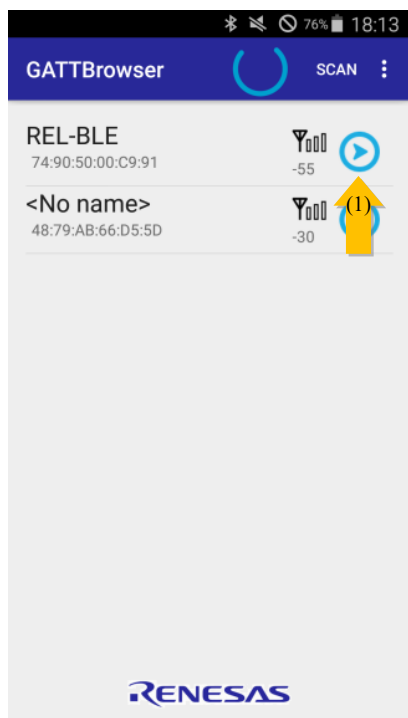 76% 18:13
GATTBrowser SCAN
REL-BLE
74:90:50:00:C9:91
-55
(1)
<No name>
48:79:AB:66:D5:5D
-30
RENESAS